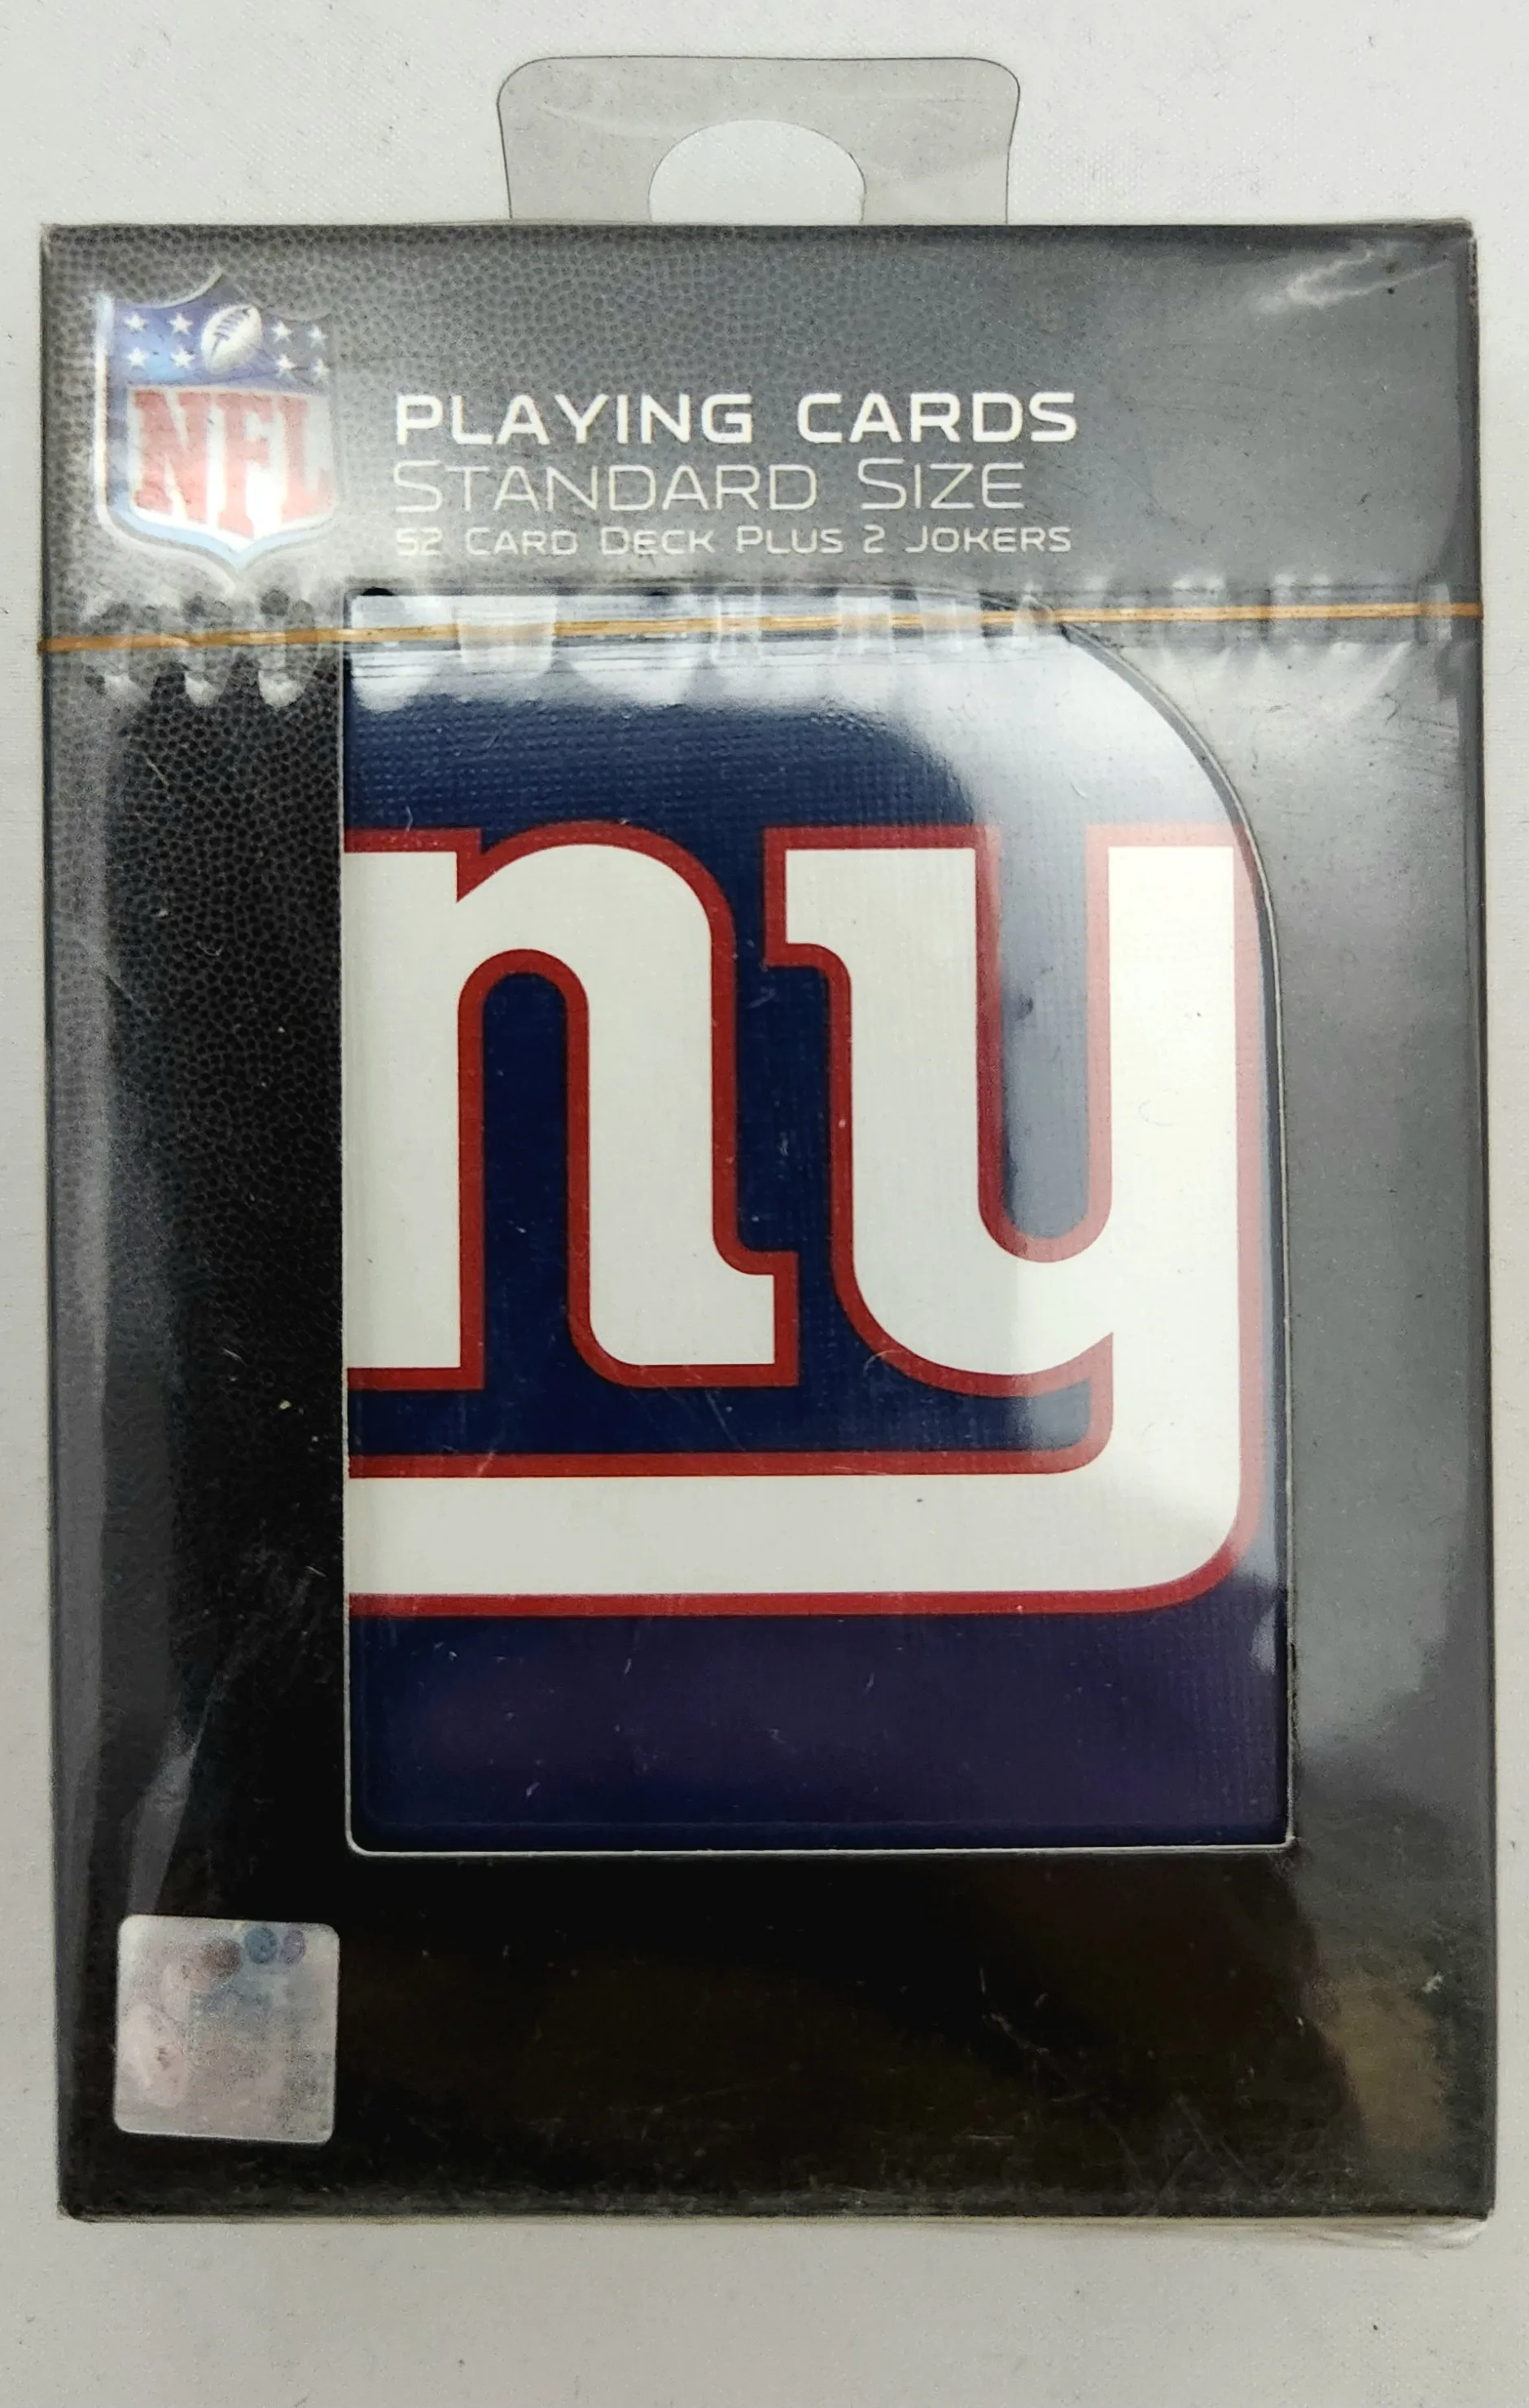 NFL
PLAYING CARDS
STANDARD SIZE
52 CARD DECK PLUS 2 JOKERS
ny